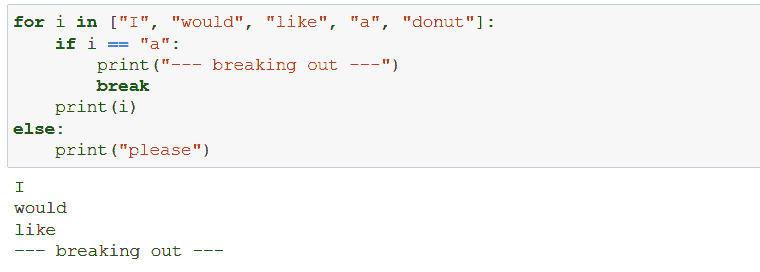 for i in ["I", "would", "like", "a", "donut"]:
    if i == "a":
        print("--- breaking out ---")
        break
    print(i)
else:
    print("please")
I
would
like
--- breaking out ---